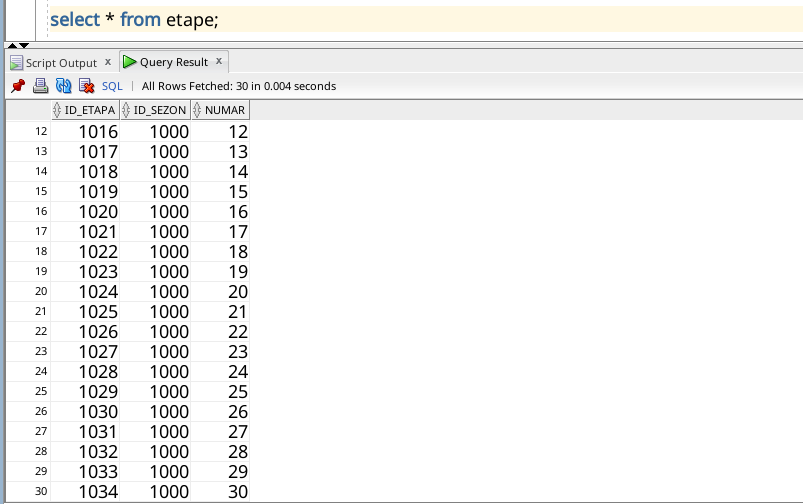 select * from etape;
Script Output x Query Result x
SQL | All Rows Fetched: 30 in 0.004 seconds
ID_ETAPA ID_SEZON NUMAR
12 1016 1000 12
13 1017 1000 13
14 1018 1000 14
15 1019 1000 15
16 1020 1000 16
17 1021 1000 17
18 1022 1000 18
19 1023 1000 19
20 1024 1000 20
21 1025 1000 21
22 1026 1000 22
23 1027 1000 23
24 1028 1000 24
25 1029 1000 25
26 1030 1000 26
27 1031 1000 27
28 1032 1000 28
29 1033 1000 29
30 1034 1000 30